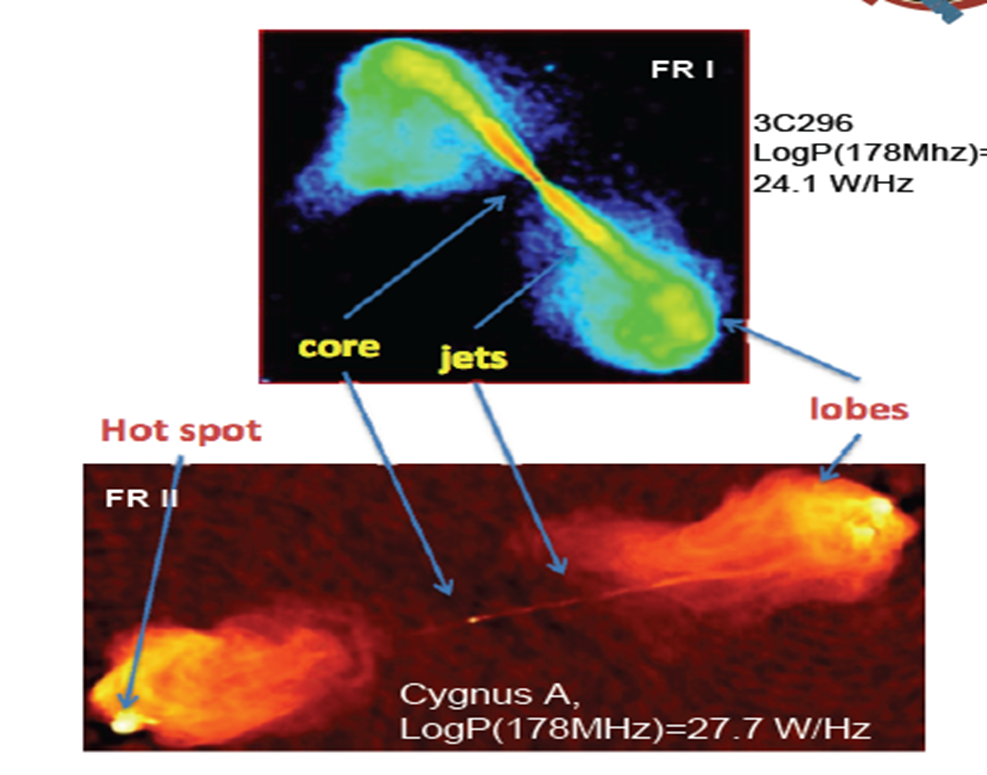 FR I
3C296
LogP(178Mhz)=
24.1 W/Hz
core
jets
lobes
Hot spot
FR II
Cygnus A,
LogP(178MHz)=27.7 W/Hz